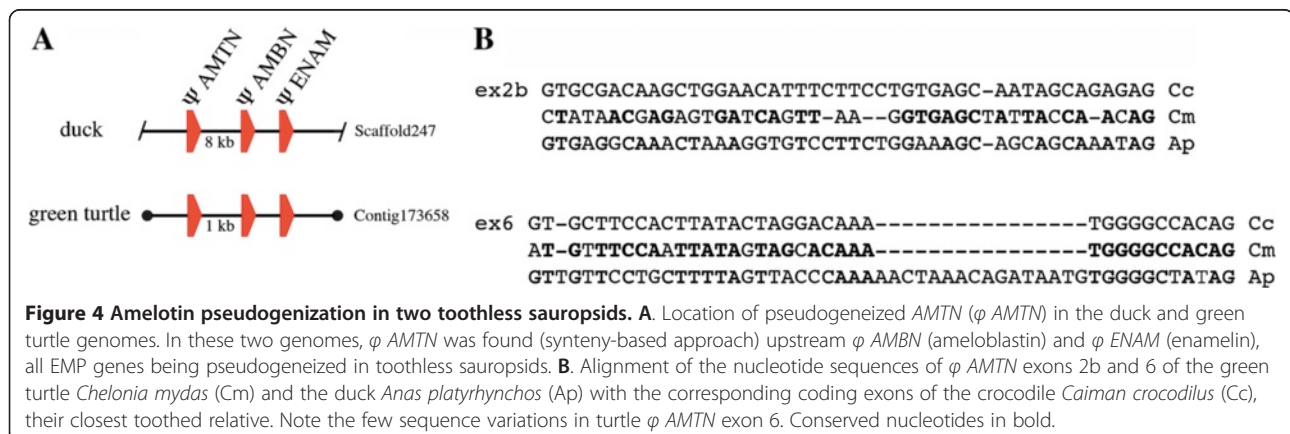 A
B
Ψ AMTN
Ψ AMBN
Ψ ENAM
duck
8 kb
Scaffold247
green turtle
1 kb
Contig173658
ex2b GTGCGACAAGCTGGAACATTTCTTCCTGTGAGC-AATAGCAGAGAG Cc
CTATAACGAGAGTGATCAGTT-AA--GGTGAGCTATTACCA-ACAG Cm
GTGAGGCAAACTAAAGGTGTCCTTCTGGAAAGC-AGCAGCAAATAG Ap
ex6 GT-GCTTCCACTTATACTAGGACAAA----------------TGGGGCCACAG Cc
AT-GTTTCCAATTATAGTAGCACAAA----------------TGGGGCCACAG Cm
GTTGTTCCTGCTTTTAGTTACCCAAAAACTAAACAGATAATGTGGGGCTATAG Ap
Figure 4 Amelotin pseudogenization in two toothless sauropsids. A. Location of pseudogeneized AMTN (φ AMTN) in the duck and green
turtle genomes. In these two genomes, φ AMTN was found (synteny-based approach) upstream φ AMBN (ameloblastin) and φ ENAM (enamelin),
all EMP genes being pseudogeneized in toothless sauopsids. B. Alignment of the nucleotide sequences of φ AMTN exons 2b and 6 of the green
turtle Chelonia mydas (Cm) and the duck Anas platyrhynchos (Ap) with the corresponding coding exons of the crocodile Caiman crocodilus (Cc),
their closest toothed relative. Note the few sequence variations in turtle φ AMTN exon 6. Conserved nucleotides in bold.